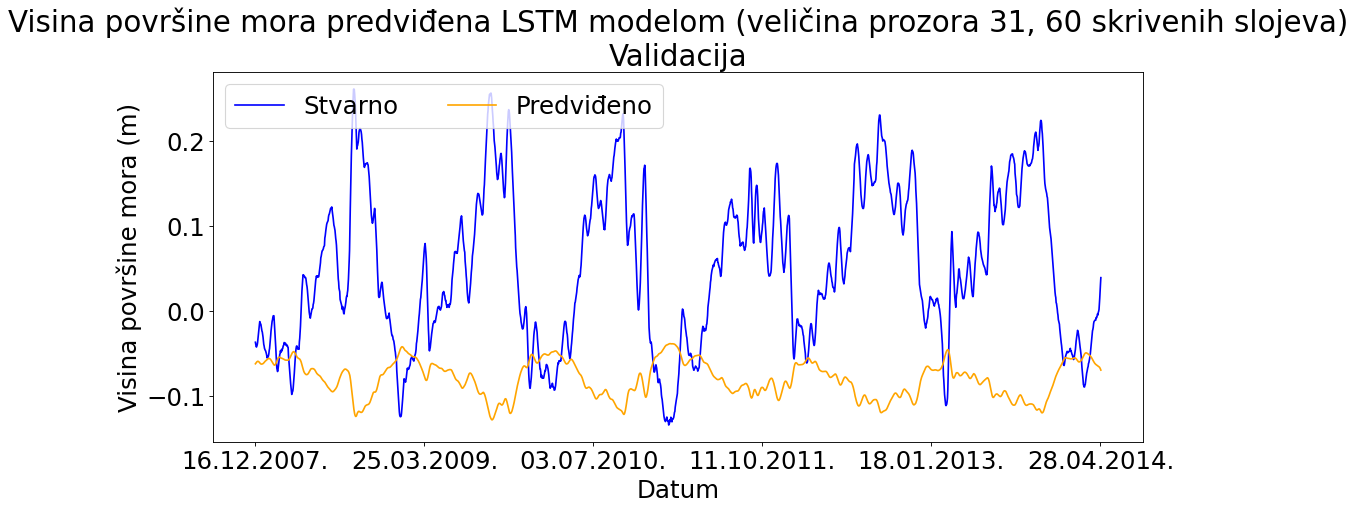 Visina površine mora predviđena LSTM modelom (veličina prozora 31, 60 skrivenih slojeva)
Validacija
Stvarno
Predviđeno
Visina površine mora (m)
0.2
0.1
0.0
−0.1
16.12.2007.
25.03.2009.
03.07.2010.
11.10.2011.
18.01.2013.
28.04.2014.
Datum